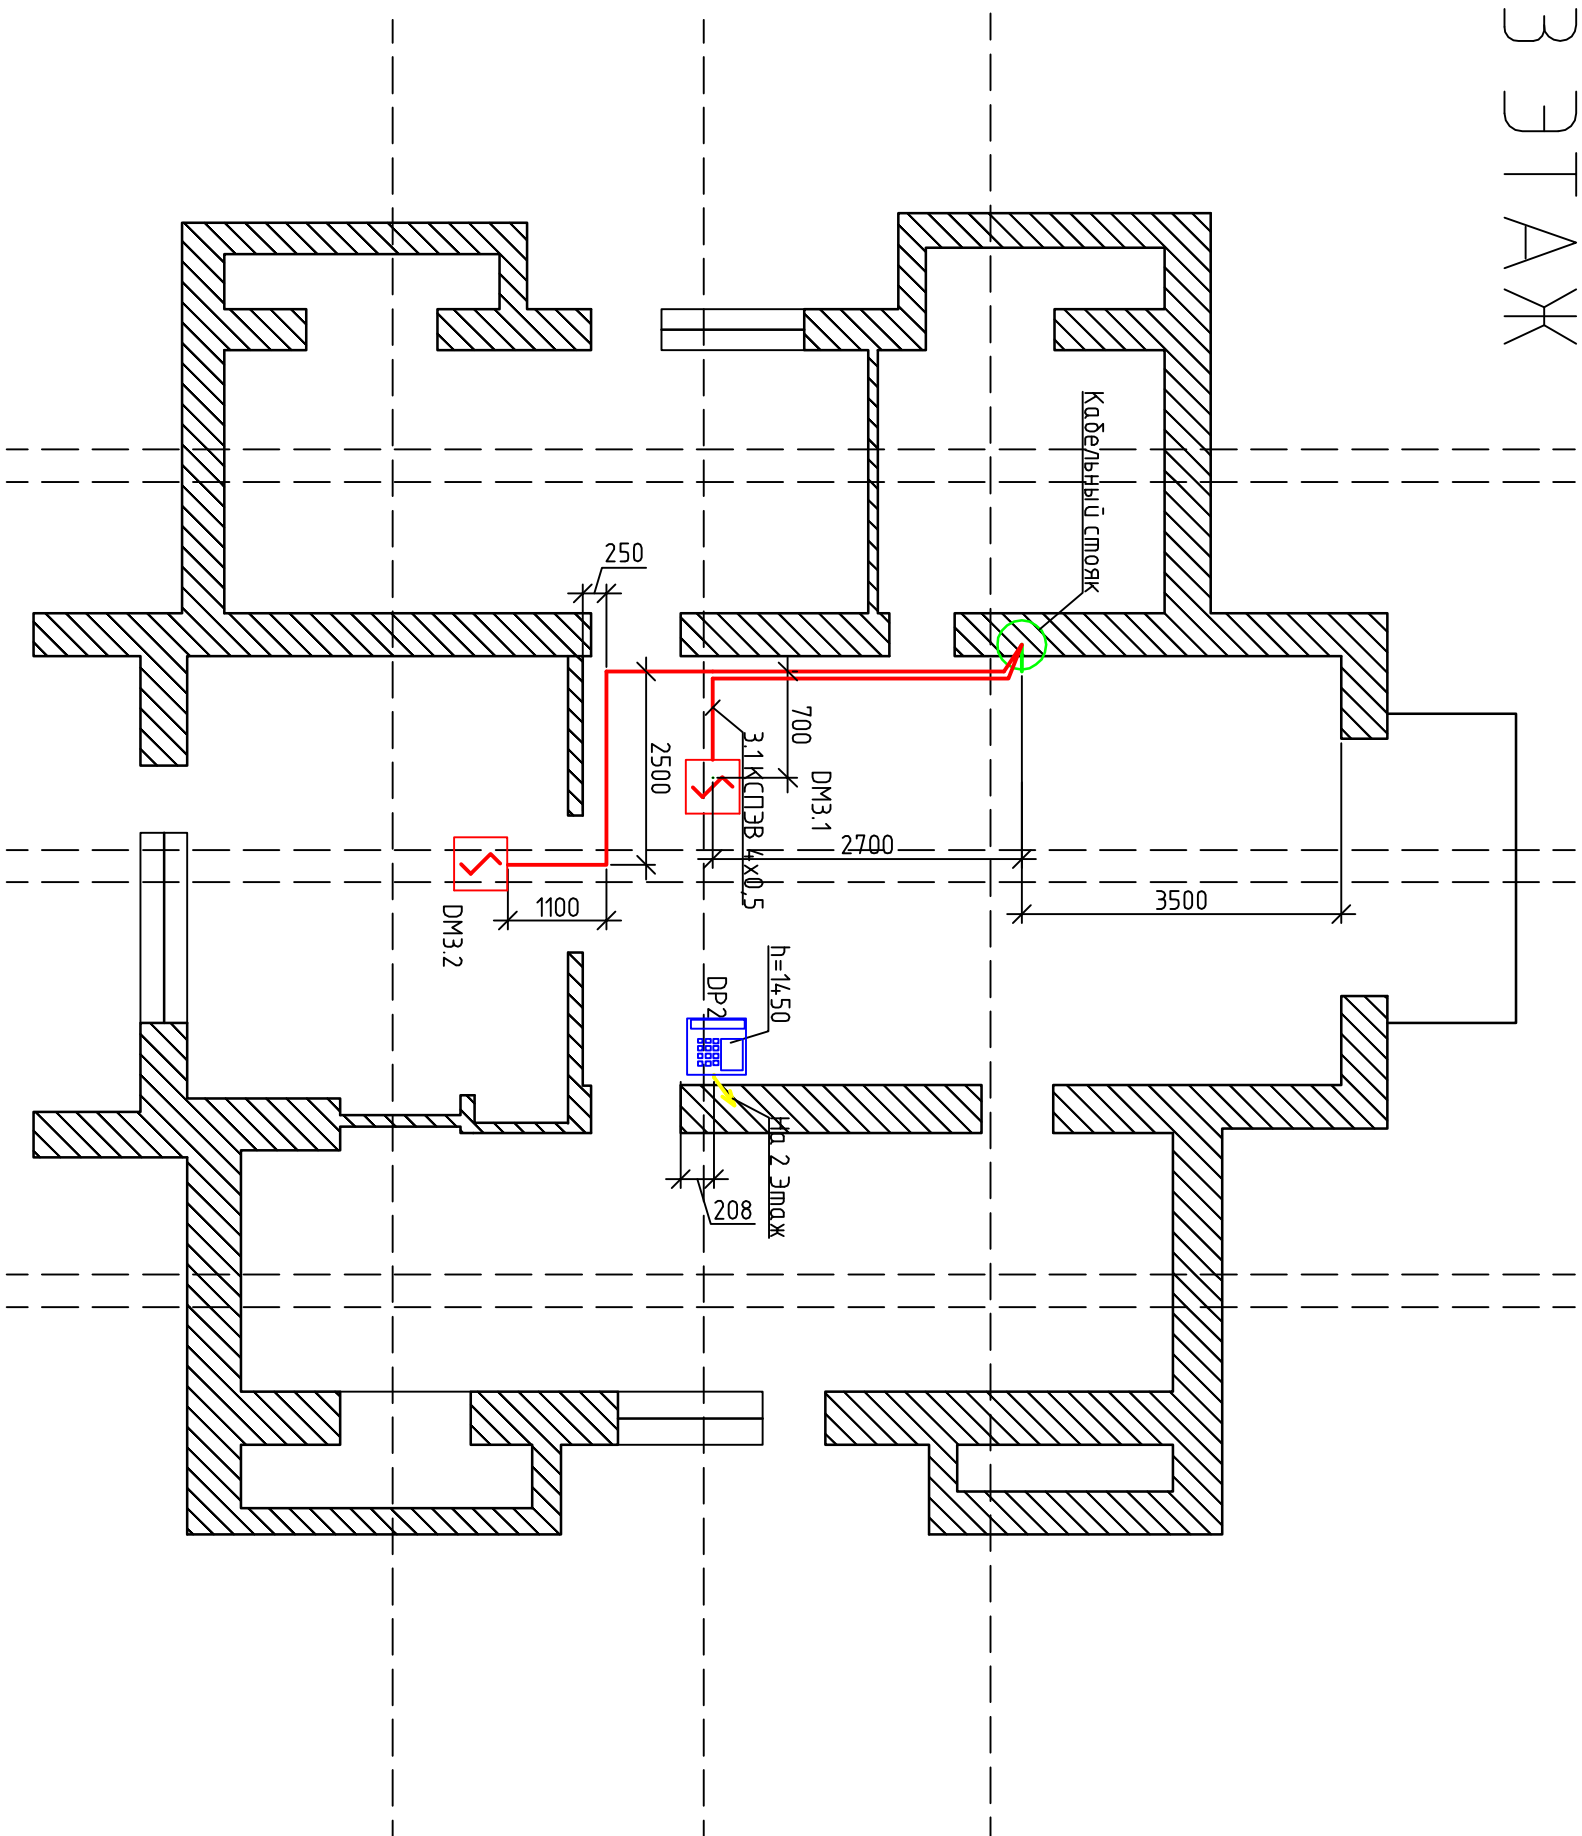 3 ЭТАЖ
Кабельный стояк
250
700
2500
3.1 КСПЭВ 4х0,5
DM3.1
2700
3500
1100
DM3.2
h=1450
DP2
На 2 Этаж
208